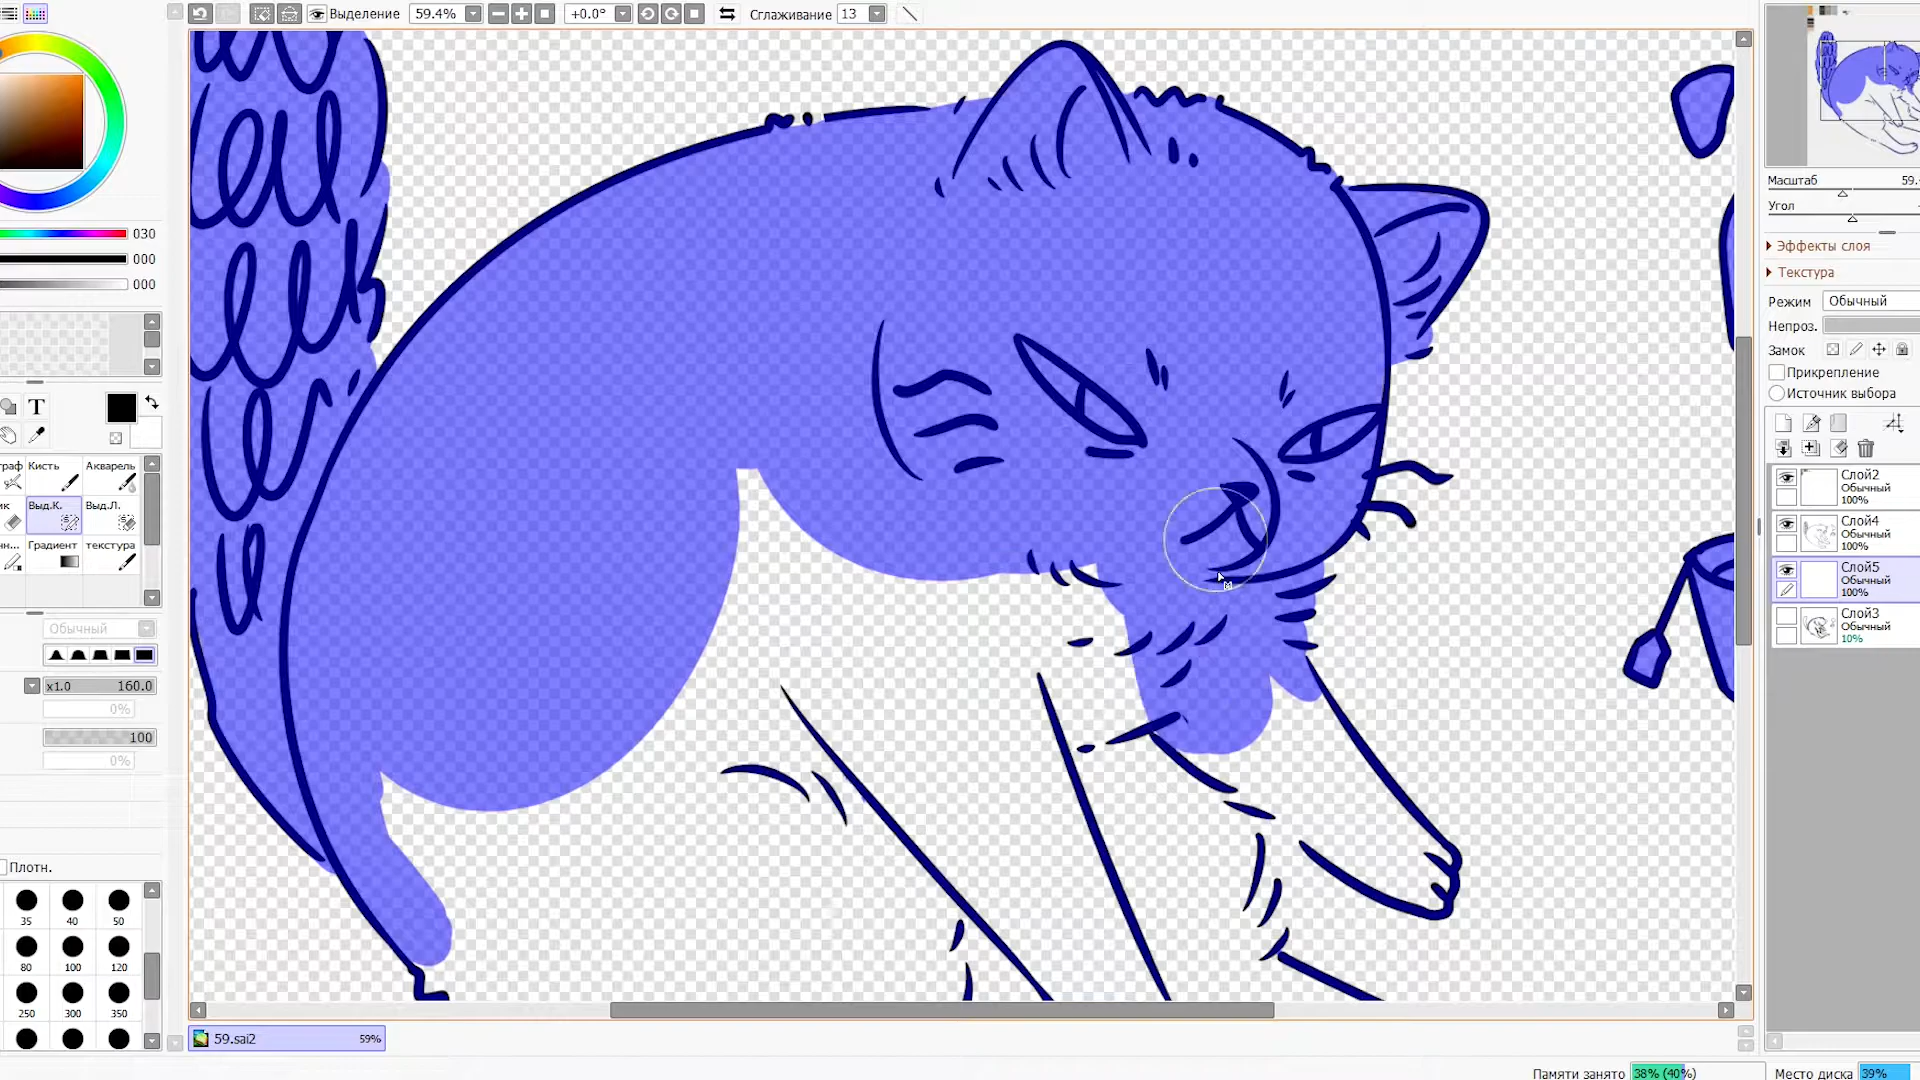 Выделение
59.4%
+0.0°
Сглаживание 13
030
000
000
T
Кисть Акварель
Выд.К. Выд.Л.
Градиент текстура
Обычный
x1.0 160.0
0%
100
0%
Плотн.
35 40 50
80 100 120
250 300 350
Масштаб 59.
Угол
Эффекты слоя
Текстура
Режим Обычный
Непроз.
Замок
Прикрепление
Источник выбора
Слой2
Обычный
100%
Слой4
Обычный
100%
Слой5
Обычный
100%
Слой3
Обычный
10%
59.sai2 59%
Памяти занято 38% (40%) Место диска 39%